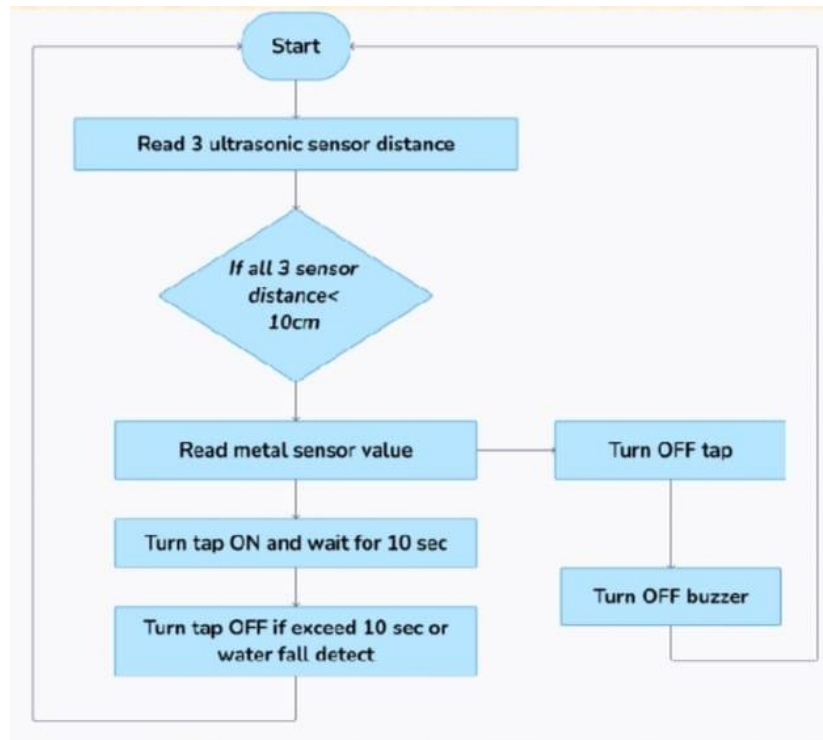 Start
Read 3 ultrasonic sensor distance
If all 3 sensor
distance<
10cm
Read metal sensor value
Turn OFF tap
Turn tap ON and wait for 10 sec
Turn OFF buzzer
Turn tap OFF if exceed 10 sec or
water fall detect